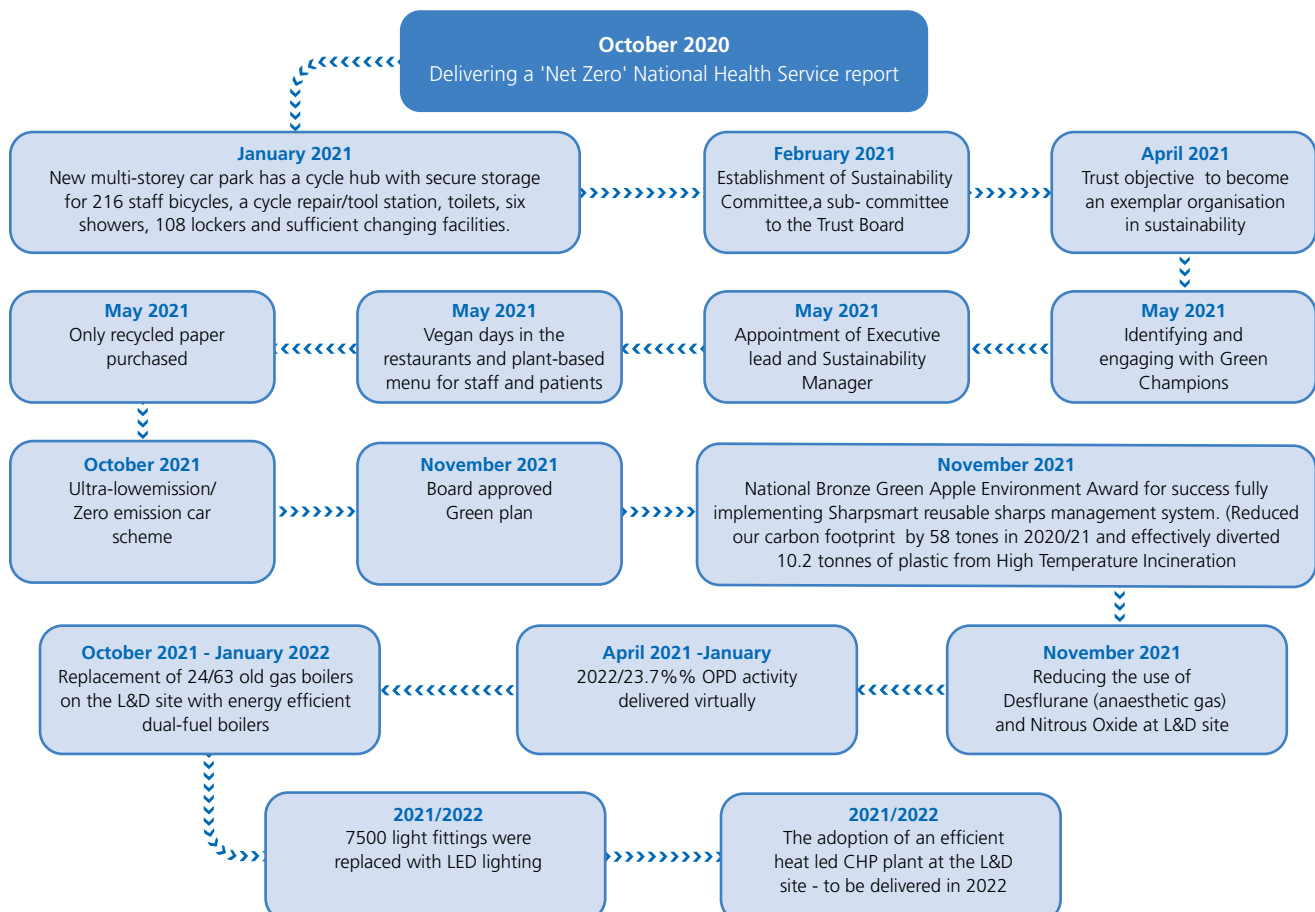 October 2020
Delivering a 'Net Zero' National Health Service report
January 2021
New multi-storey car park has a cycle hub with secure storage
for 216 staff bicycles, a cycle repair/tool station, toilets, six
showers, 108 lockers and sufficient changing facilities.
February 2021
Establishment of Sustainability
Committee,a sub- committee
to the Trust Board
April 2021
Trust objective to become
an exemplar organisation
in sustainability
May 2021
Identifying and
engaging with Green
Champions
May 2021
Appointment of Executive
lead and Sustainability
Manager
May 2021
Vegan days in the
restaurants and plant-based
menu for staff and patients
May 2021
Only recycled paper
purchased
October 2021
Ultra-lowemission/
Zero emission car
scheme
November 2021
Board approved
Green plan
November 2021
National Bronze Green Apple Environment Award for success fully
implementing Sharpsmart reusable sharps management system. (Reduced
our carbon footprint by 58 tones in 2020/21 and effectively diverted
10.2 tonnes of plastic from High Temperature Incineration
November 2021
Reducing the use of
Desflurane (anaesthetic gas)
and Nitrous Oxide at L&D site
April 2021 -January
2022/23.7%% OPD activity
delivered virtually
October 2021 - January 2022
Replacement of 24/63 old gas boilers
on the L&D site with energy efficient
dual-fuel boilers
2021/2022
7500 light fittings were
replaced with LED lighting
2021/2022
The adoption of an efficient
heat led CHP plant at the L&D
site - to be delivered in 2022